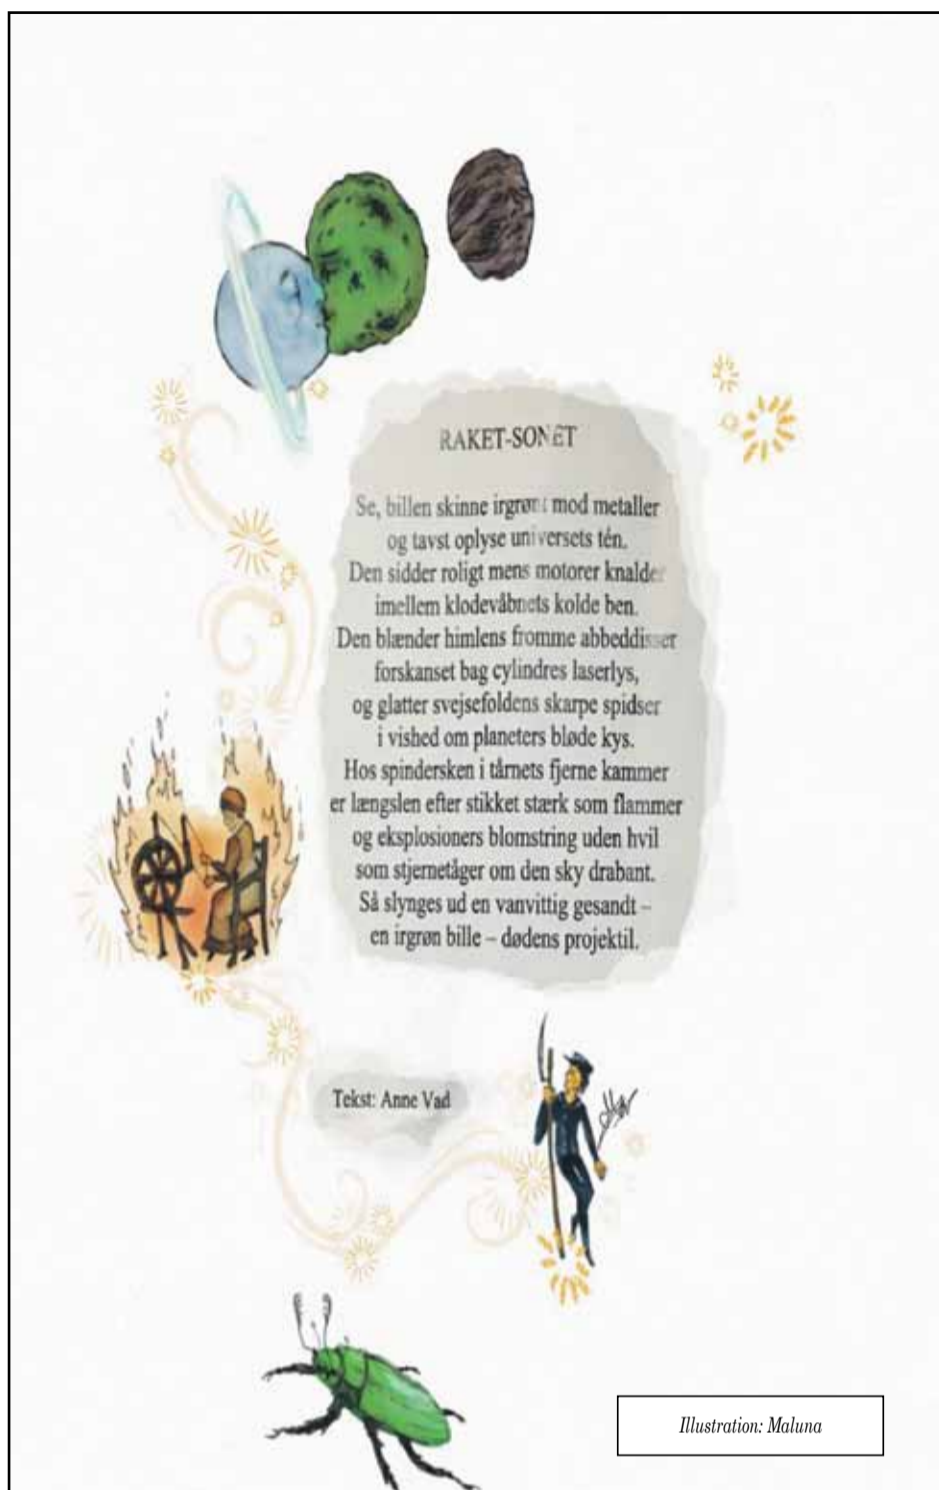 RAKET-SONET
Se, billen skinne irgrønt mod metaller
og tavst oplyse universets tén.
Den sidder roligt mens motorer knalder
imellem klodevåbnets kolde ben.
Den blænder himlens fromme abbeddisser
forskanset bag cylindres laserlys,
og glatter svejsefoldens skarpe spidser
i vished om planeters bløde kys.
Hos spindersken i tårnets fjerne kammer
er længslen efter stikket stærk som flammer
og eksplosioners blomstring uden hvil
som stjernetåger om den sky drabant.
Så slynges ud en vanvittig gesandt –
en irgrøn bille – dødens projektil.
Tekst: Anne Vad
Illustration: Maluna